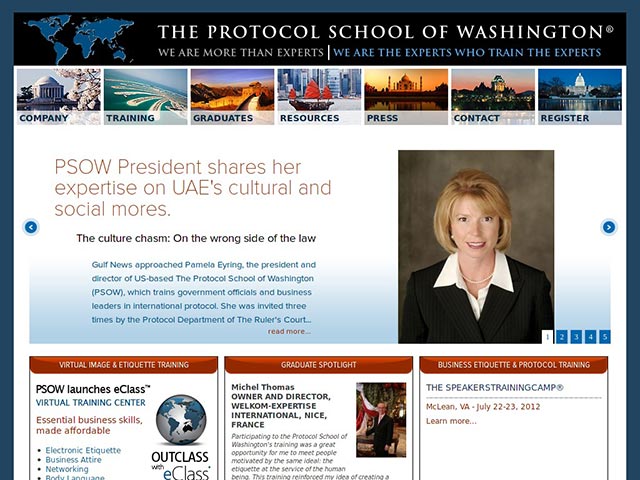 THE PROTOCOL SCHOOL OF WASHINGTON®
WE ARE MORE THAN EXPERTS | WE ARE THE EXPERTS WHO TRAIN THE EXPERTS
COMPANY TRAINING GRADUATES RESOURCES PRESS CONTACT REGISTER
PSOW President shares her
expertise on UAE's cultural and
social mores.
The culture chasm: On the wrong side of the law
Gulf News approached Pamela Eyring, the president and
director of US-based The Protocol School of Washington
(PSOW), which trains government officials and business
leaders in international protocol. She was invited three
times by the Protocol Department of The Ruler's Court...
read more...
1 2 3 4 5
VIRTUAL IMAGE & ETIQUETTE TRAINING
PSOW launches eClass™
VIRTUAL TRAINING CENTER
Essential business skills,
made affordable
Electronic Etiquette
Business Attire
Networking
Body Language
OUTCLASS
with eClass®
GRADUATE SPOTLIGHT
Michel Thomas
OWNER AND DIRECTOR,
WELKOM-EXPERTISE
INTERNATIONAL, NICE,
FRANCE
Participating to the Protocol School of
Washington's training was a great
opportunity for me to meet people
motivated by the same ideal: the
etiquette at the service of the human
being. This training reinforced my idea of creating a
BUSINESS ETIQUETTE & PROTOCOL TRAINING
THE SPEAKERSTRAININGCAMP®
McLean, VA - July 22-23, 2012
Learn more...